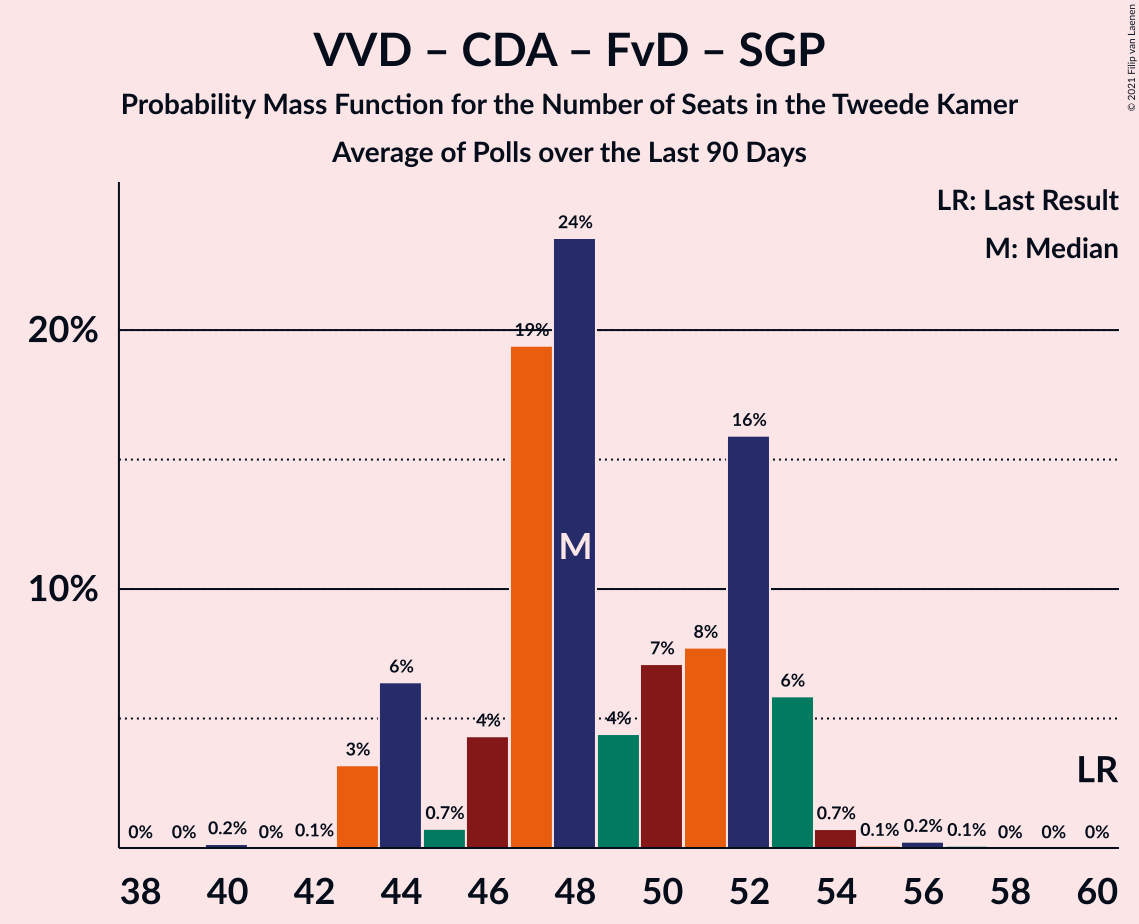 VVD – CDA – FvD – SGP
Probability Mass Function for the Number of Seats in the Tweede Kamer
Average of Polls over the Last 90 Days
© 2021 Filip van Laenen
LR: Last Result
M: Median
20%
10%
0%
0%
0.2%
0%
0.1%
3%
6%
0.7%
4%
19%
24%
4%
7%
8%
16%
6%
0.7%
0.1%
0.2%
0.1%
0%
0%
0%
M
LR
38 40 42 44 46 48 50 52 54 56 58 60